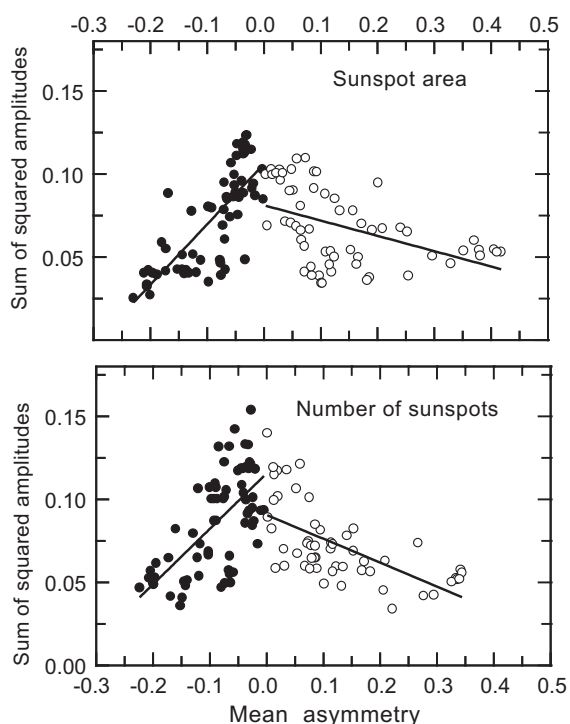 -0.3 -0.2 -0.1 0.0 0.1 0.2 0.3 0.4 0.5
Sunspot area
0.15
0.10
0.05
Sum of squared amplitudes
Number of sunspots
0.15
0.10
0.05
0.00
Sum of squared amplitudes
-0.3 -0.2 -0.1 0.0 0.1 0.2 0.3 0.4 0.5
Mean asymmetry